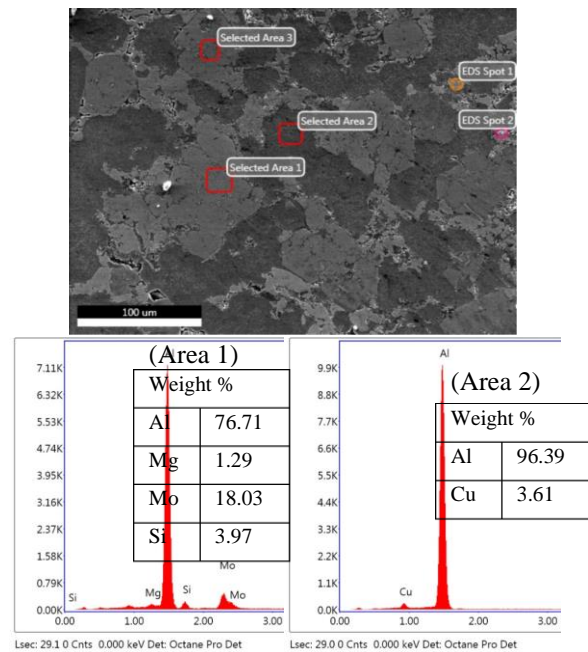 Selected Area 3
EDS Spot 1
Selected Area 2
EDS Spot 2
Selected Area 1
100 um
(Area 1)
Weight %
Al 76.71
Mg 1.29
Mo 18.03
Si 3.97
7.11K
6.32K
5.53K
4.74K
3.95K
3.16K
2.37K
1.58K
0.79K
0.00K
Si
Mg
Si
Mo
Mo
0.00 1.00 2.00 3.00
Lsec: 29.1 0 Cnts 0.000 keV Det: Octane Pro Det
Al
(Area 2)
Weight %
Al 96.39
Cu 3.61
9.9K
8.8K
7.7K
6.6K
5.5K
4.4K
3.3K
2.2K
1.1K
0.0K
Cu
0.00 1.00 2.00 3.00
Lsec: 29.0 0 Cnts 0.000 keV Det: Octane Pro Det